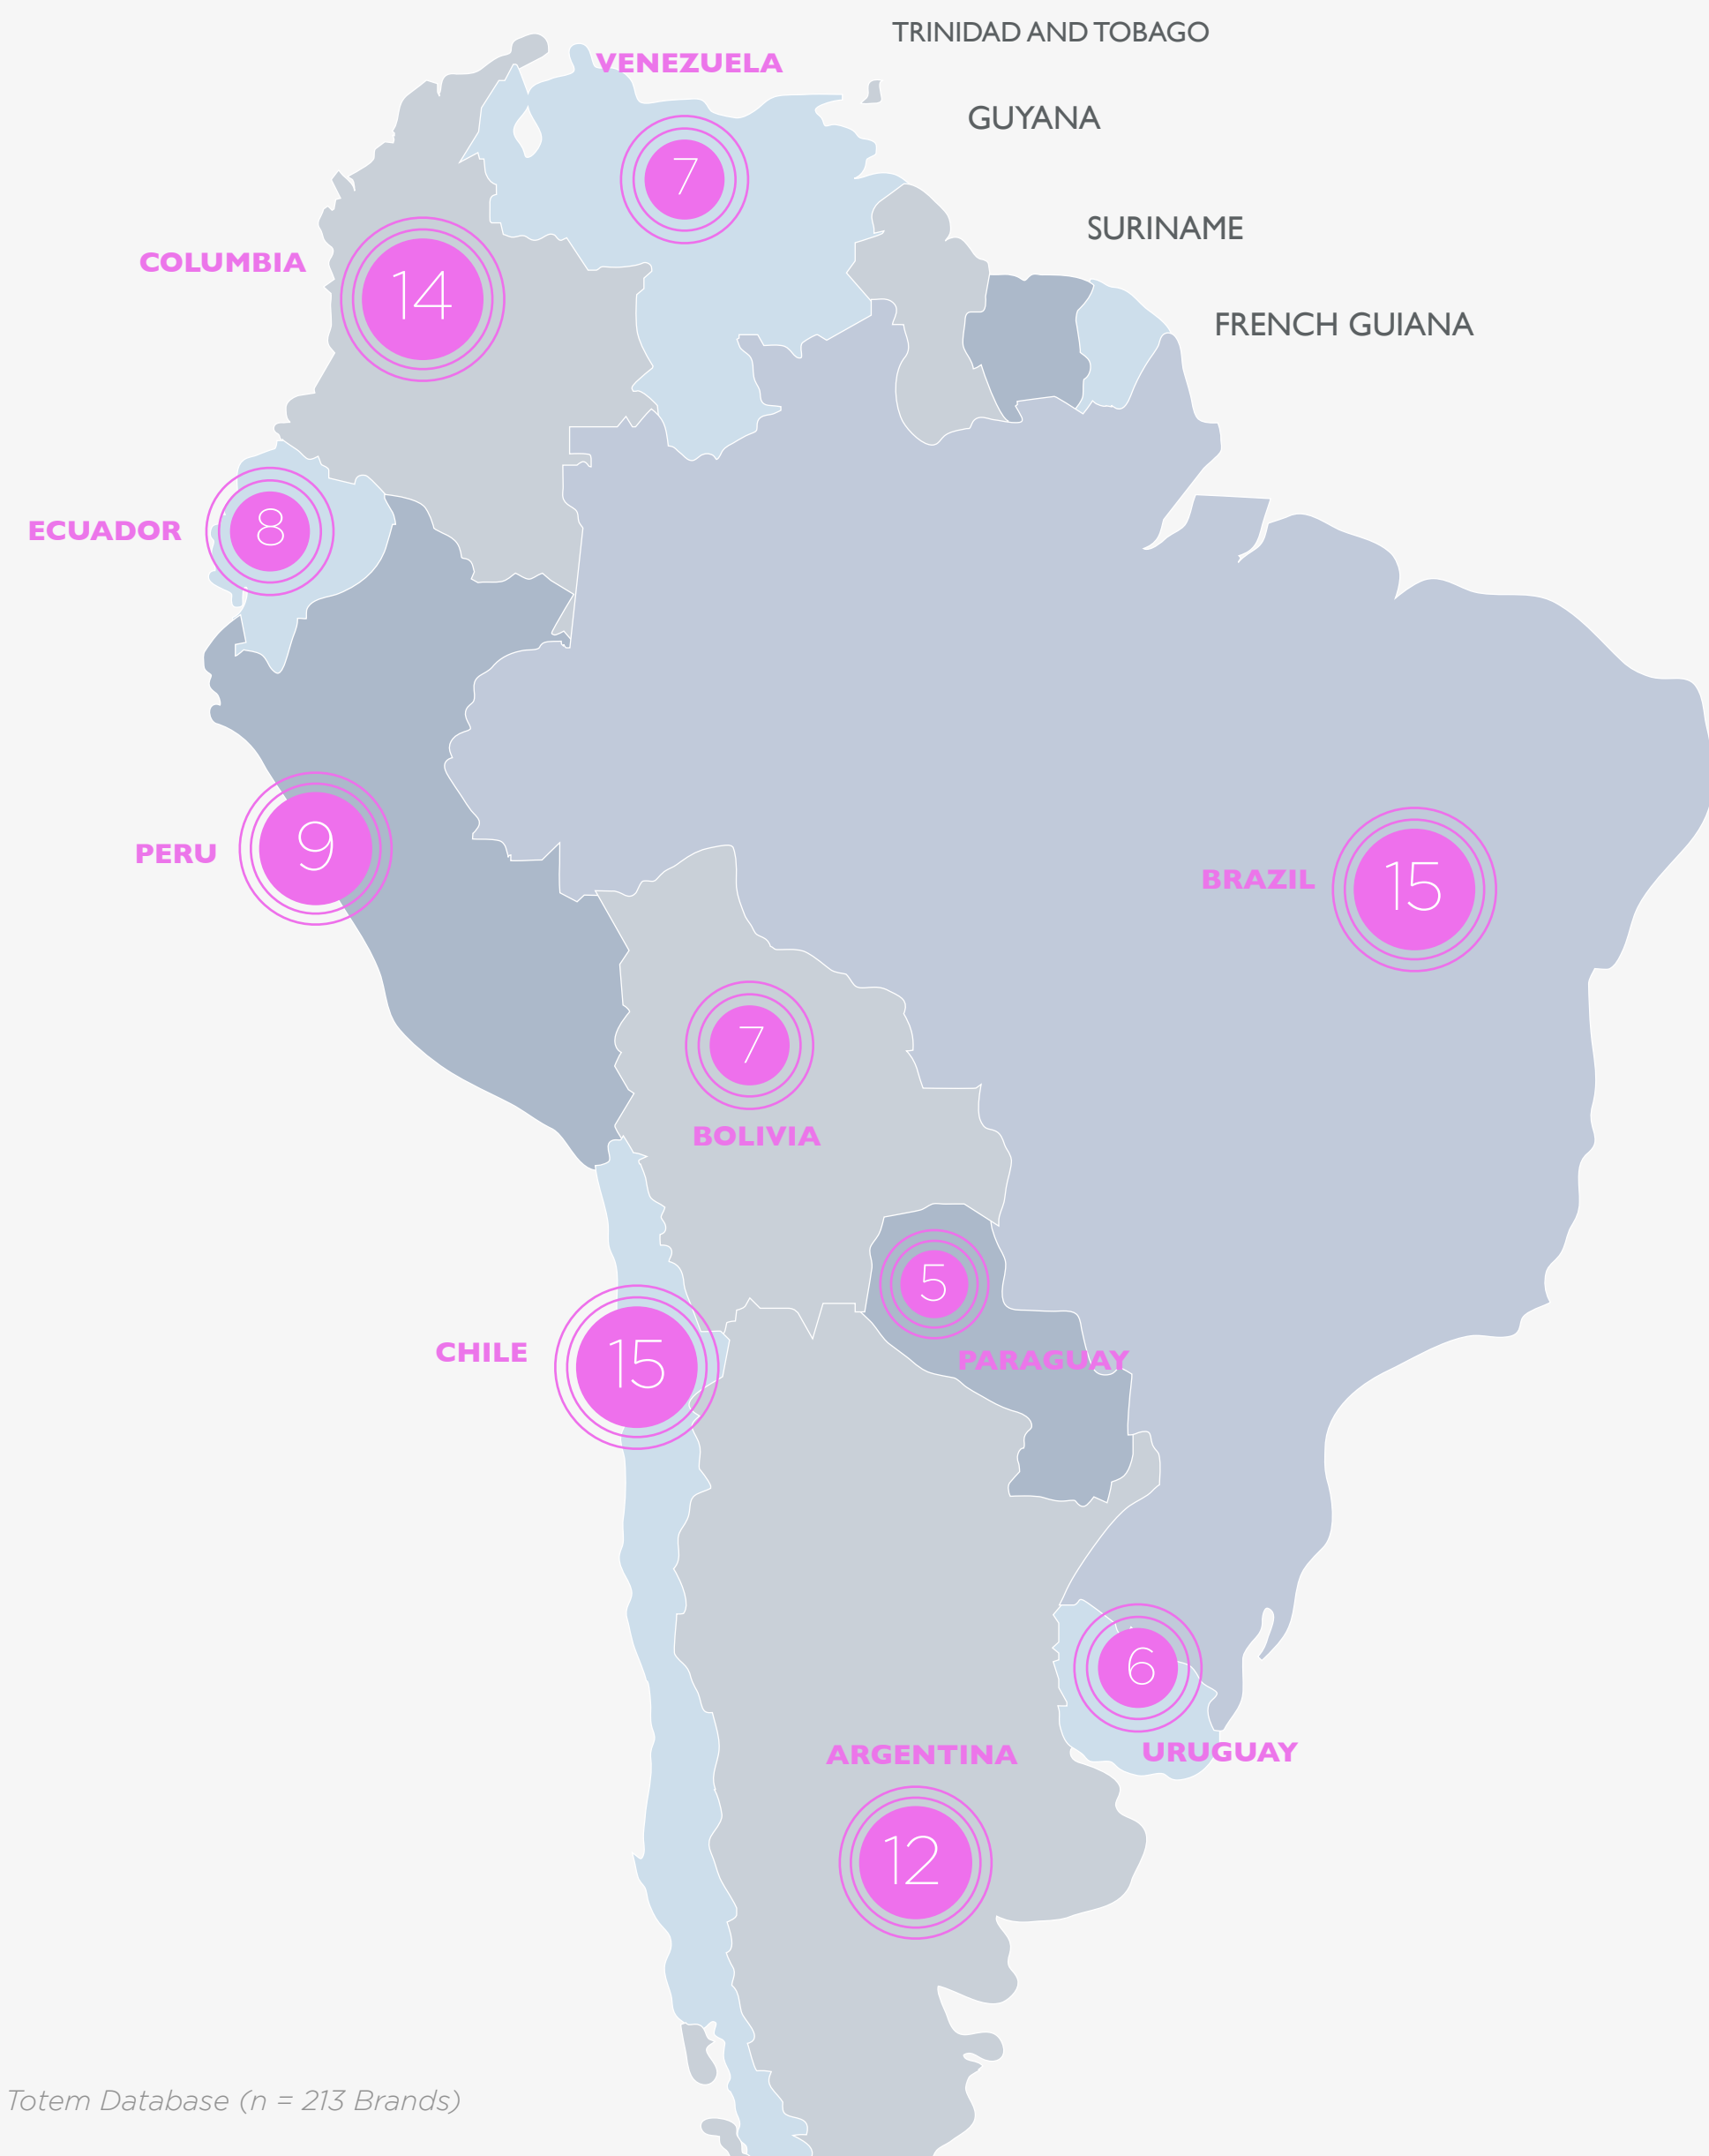 TRINIDAD AND TOBAGO
VENEZUELA
GUYANA
7
SURINAME
COLUMBIA
14
FRENCH GUIANA
ECUADOR
8
PERU
9
BRAZIL
15
7
BOLIVIA
5
PARAGUAY
CHILE
15
6
URUGUAY
ARGENTINA
12
Totem Database (n = 213 Brands)